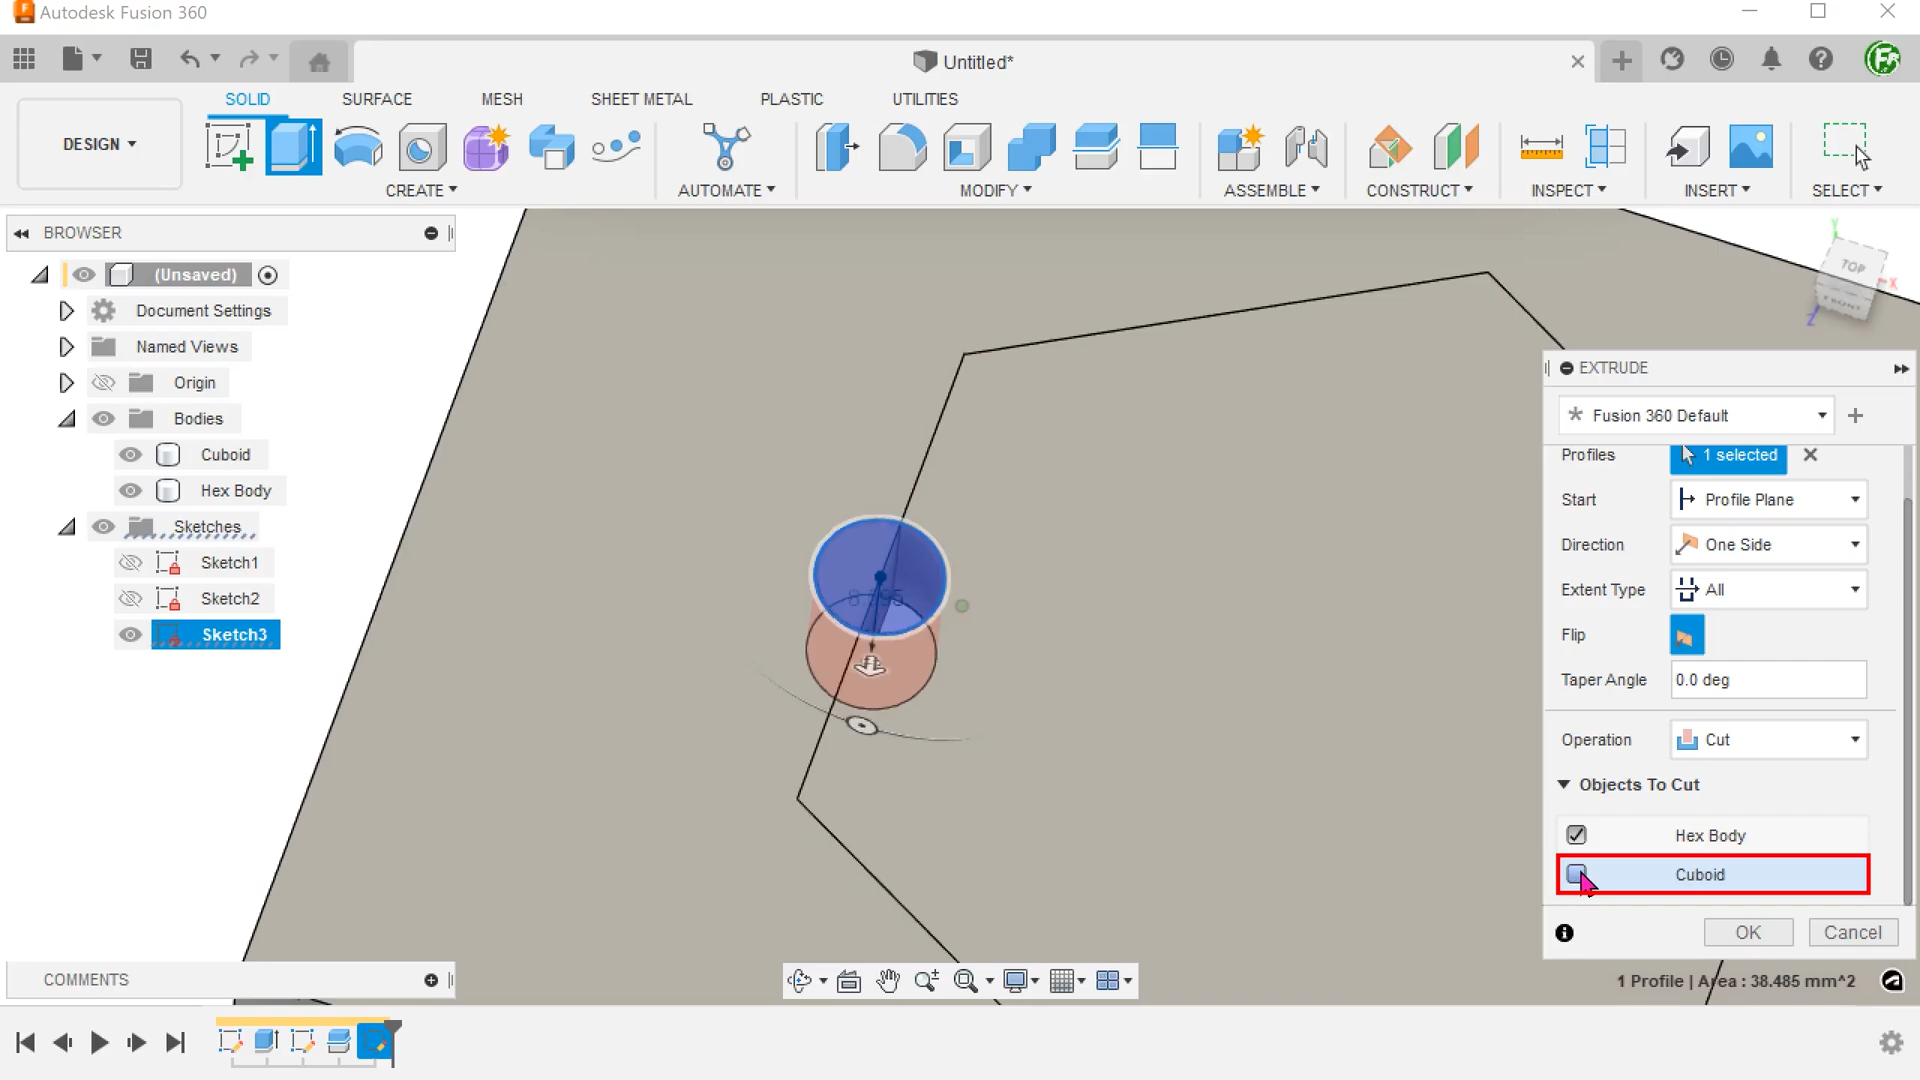 Autodesk Fusion 360
Untitled*
SOLID
SURFACE
MESH
SHEET METAL
PLASTIC
UTILITIES
DESIGN
CREATE
AUTOMATE
MODIFY
ASSEMBLE
CONSTRUCT
INSPECT
INSERT
SELECT
BROWSER
(Unsaved)
Document Settings
Named Views
Origin
Bodies
Cuboid
Hex Body
Sketches
Sketch1
Sketch2
Sketch3
TOP
FRONT
Y
X
Z
EXTRUDE
* Fusion 360 Default
Profiles 1 selected
Start Profile Plane
Direction One Side
Extent Type All
Flip
Taper Angle 0.0 deg
Operation Cut
Objects To Cut
Hex Body
Cuboid
OK Cancel
COMMENTS
1 Profile | Area : 38.485 mm^2